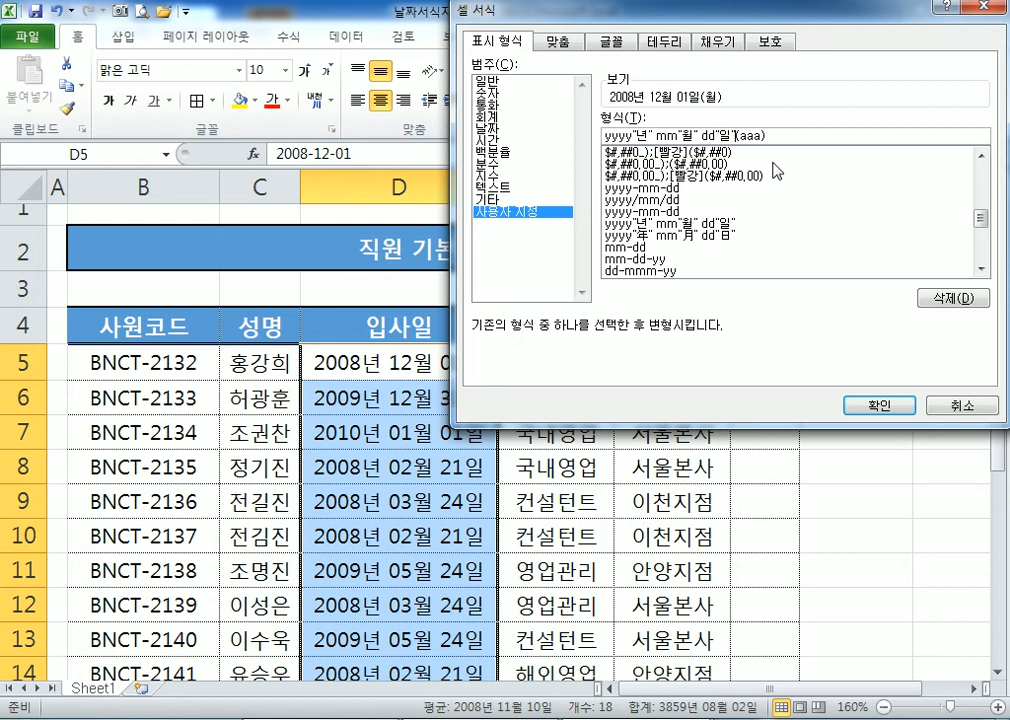 날짜서식지
셀 서식
파일 홈 삽입 페이지 레이아웃 수식 데이터 검토
붙여넣기
맑은 고딕 10 가 가
가 가 가 가 내천
클립보드 글꼴 맞춤
D5 fx 2008-12-01
표시 형식 맞춤 글꼴 테두리 채우기 보호
범주(C):
일반
숫자
통화
회계
날짜
시간
백분율
분수
지수
텍스트
기타
사용자 지정
보기
2008년 12월 01일(월)
형식(T):
yyyy"년" mm"월" dd"일"(aaa)
$#,##0_);[빨강]($#,##0)
$#,##0.00_);($#,##0.00)
$#,##0.00_);[빨강]($#,##0.00)
yyyy-mm-dd
yyyy/mm/dd
yyyy-mm-dd
yyyy"년" mm"월" dd"일"
yyyy"年" mm"月" dd"日"
mm-dd
mm-dd-yy
dd-mmm-yy
삭제(D)
기존의 형식 중 하나를 선택한 후 변형시킵니다.
확인 취소
A B C D
1
2 직원 기본
3
4 사원코드 성명 입사일
5 BNCT-2132 홍강희 2008년 12월 0
6 BNCT-2133 허광훈 2009년 12월 3
7 BNCT-2134 조권찬 2010년 01월 01일 국내영업 서울본사
8 BNCT-2135 정기진 2008년 02월 21일 국내영업 서울본사
9 BNCT-2136 전길진 2008년 03월 24일 컨설턴트 이천지점
10 BNCT-2137 전김진 2008년 02월 21일 컨설턴트 이천지점
11 BNCT-2138 조명진 2009년 05월 24일 영업관리 안양지점
12 BNCT-2139 이성은 2008년 03월 24일 영업관리 서울본사
13 BNCT-2140 이수욱 2009년 05월 24일 컨설턴트 서울본사
14 BNCT-2141 유승우 2008년 02월 21일 해외영업 안양지점
Sheet1
준비 평균: 2008년 11월 10일 개수: 18 합계: 3859년 08월 02일 160%